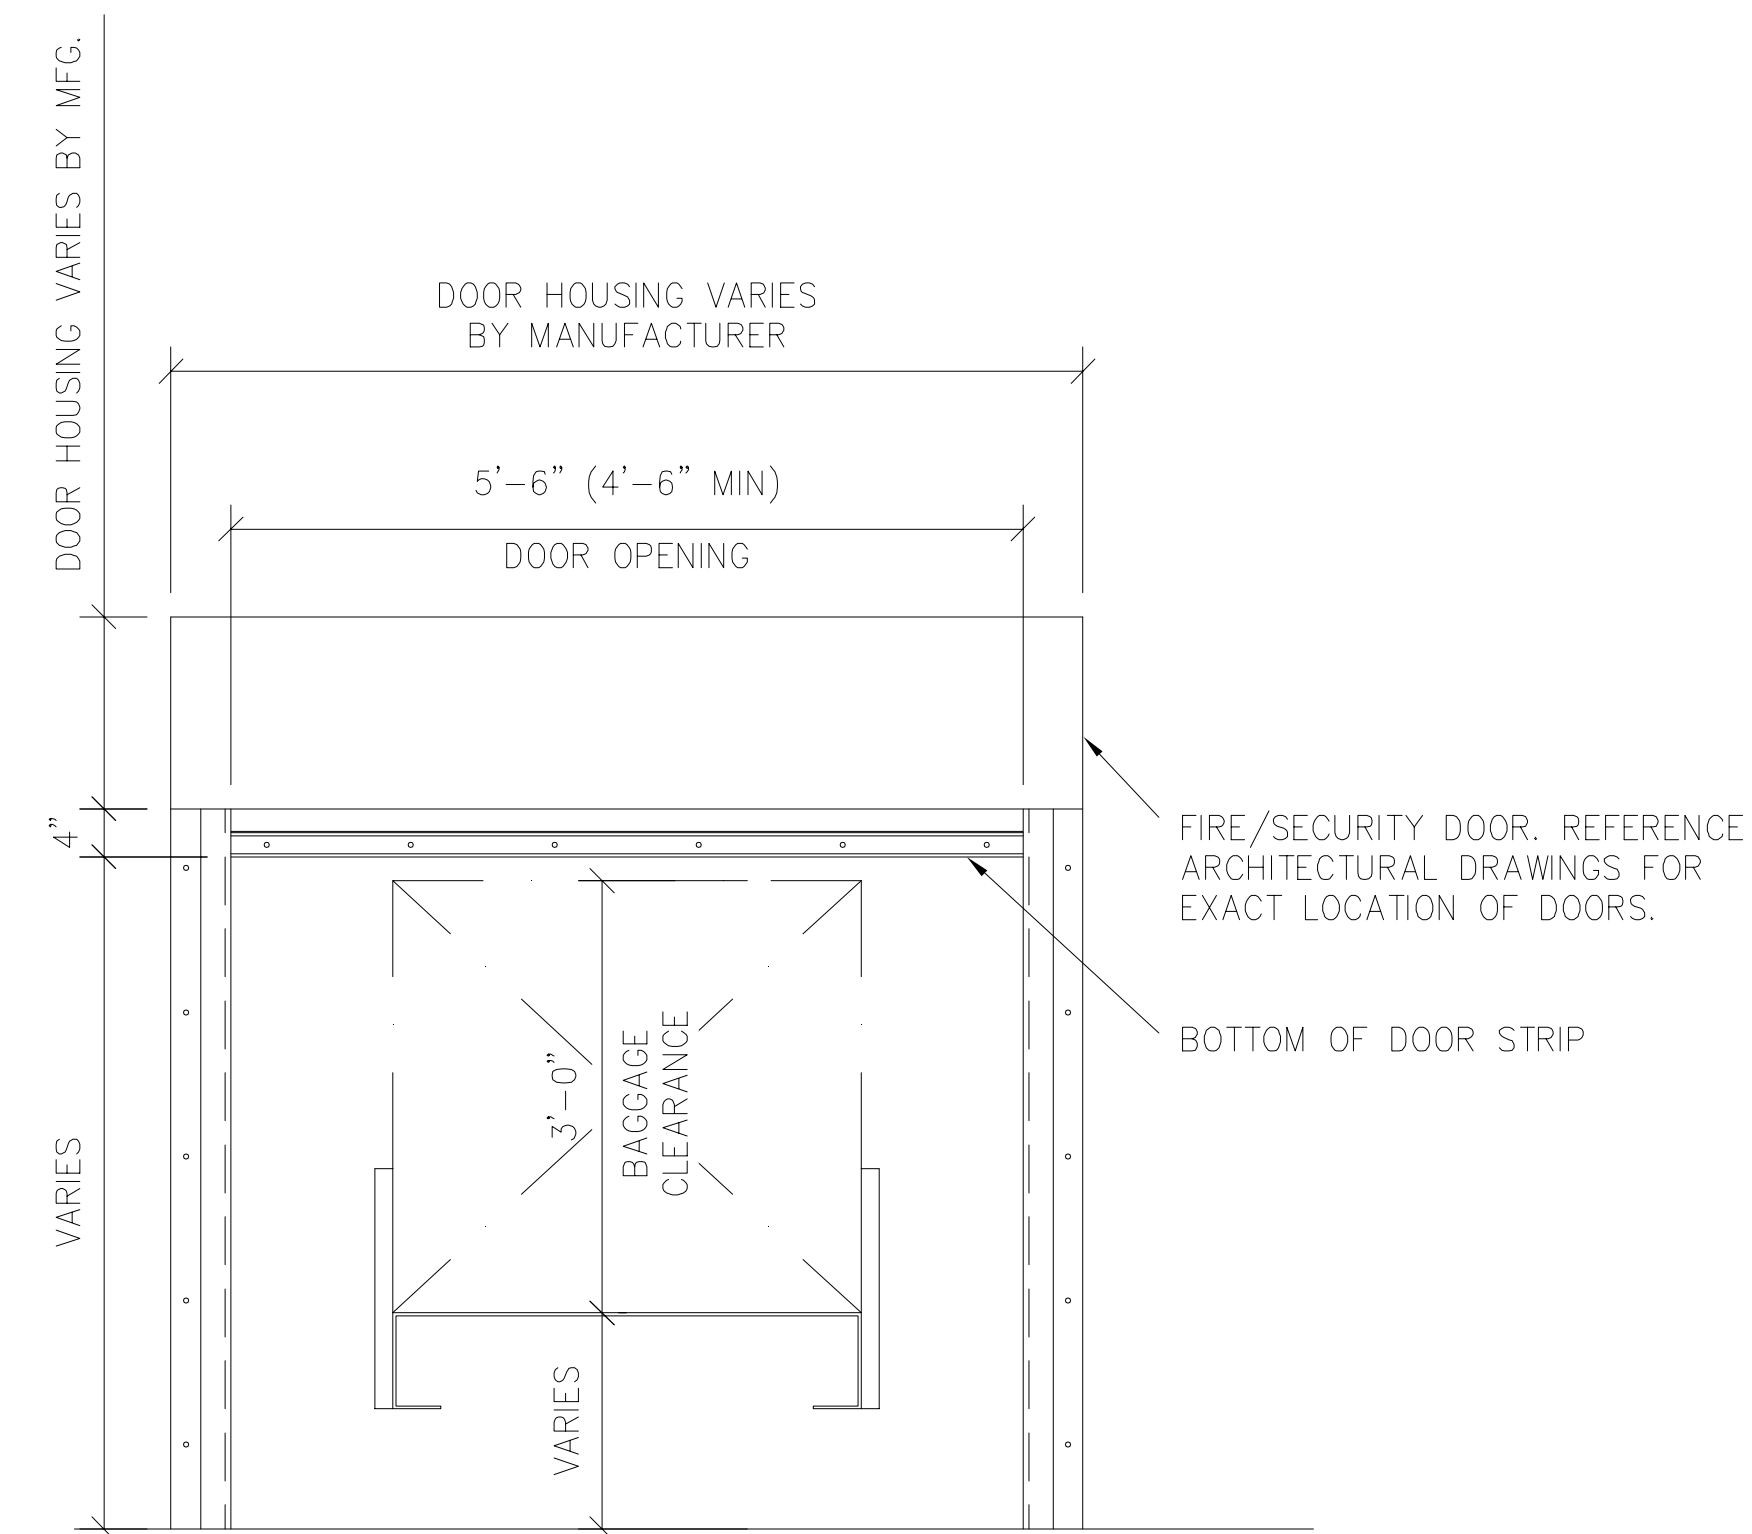 DOOR HOUSING VARIES BY MFG.
DOOR HOUSING VARIES
BY MANUFACTURER
5'-6" (4'-6" MIN)
DOOR OPENING
4"
FIRE/SECURITY DOOR. REFERENCE
ARCHITECTURAL DRAWINGS FOR
EXACT LOCATION OF DOORS.
BOTTOM OF DOOR STRIP
3'-0"
BAGGAGE
CLEARANCE
VARIES
VARIES